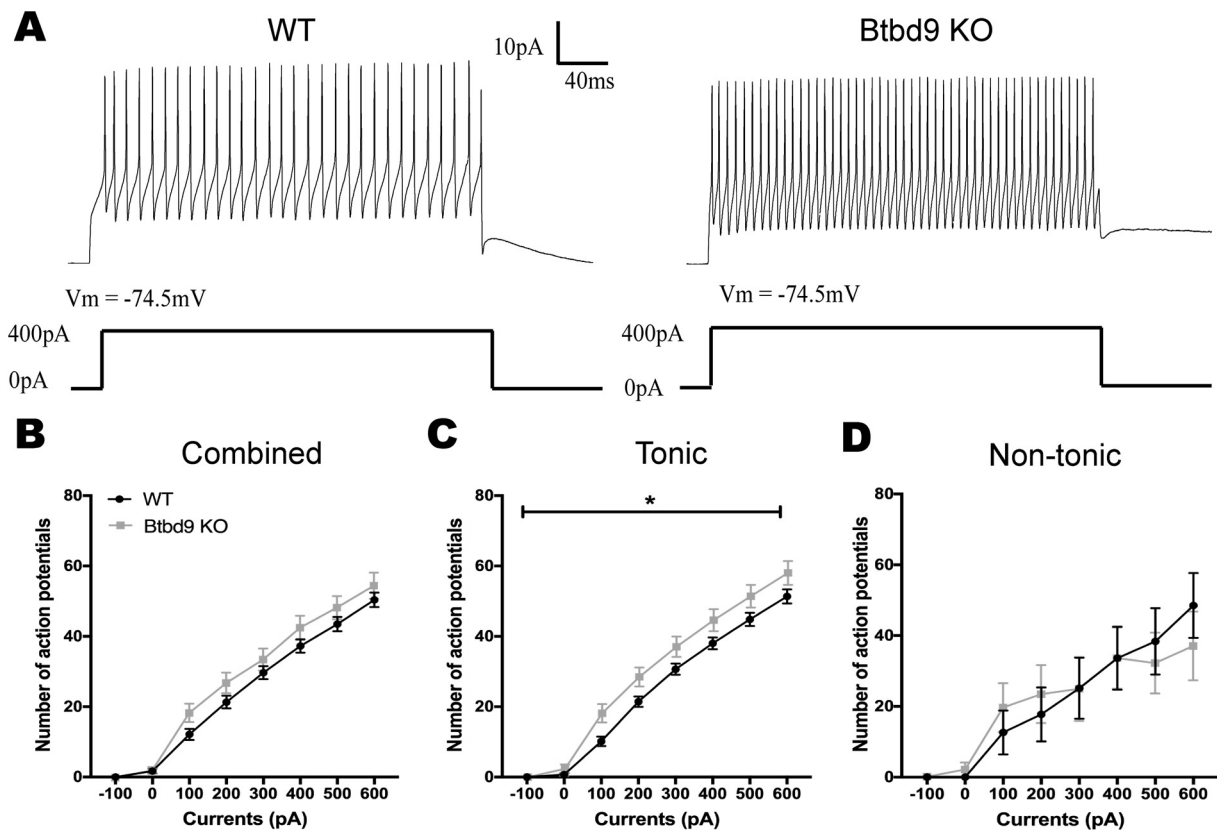 A
WT
Btbd9 KO
10pA
40ms
Vm = -74.5mV
Vm = -74.5mV
400pA
0pA
400pA
0pA
B
Combined
WT
Btbd9 KO
Number of action potentials
80
60
40
20
0
-100 0 100 200 300 400 500 600
Currents (pA)
C
Tonic
*
Number of action potentials
80
60
40
20
0
-100 0 100 200 300 400 500 600
Currents (pA)
D
Non-tonic
Number of action potentials
80
60
40
20
0
-100 0 100 200 300 400 500 600
Currents (pA)